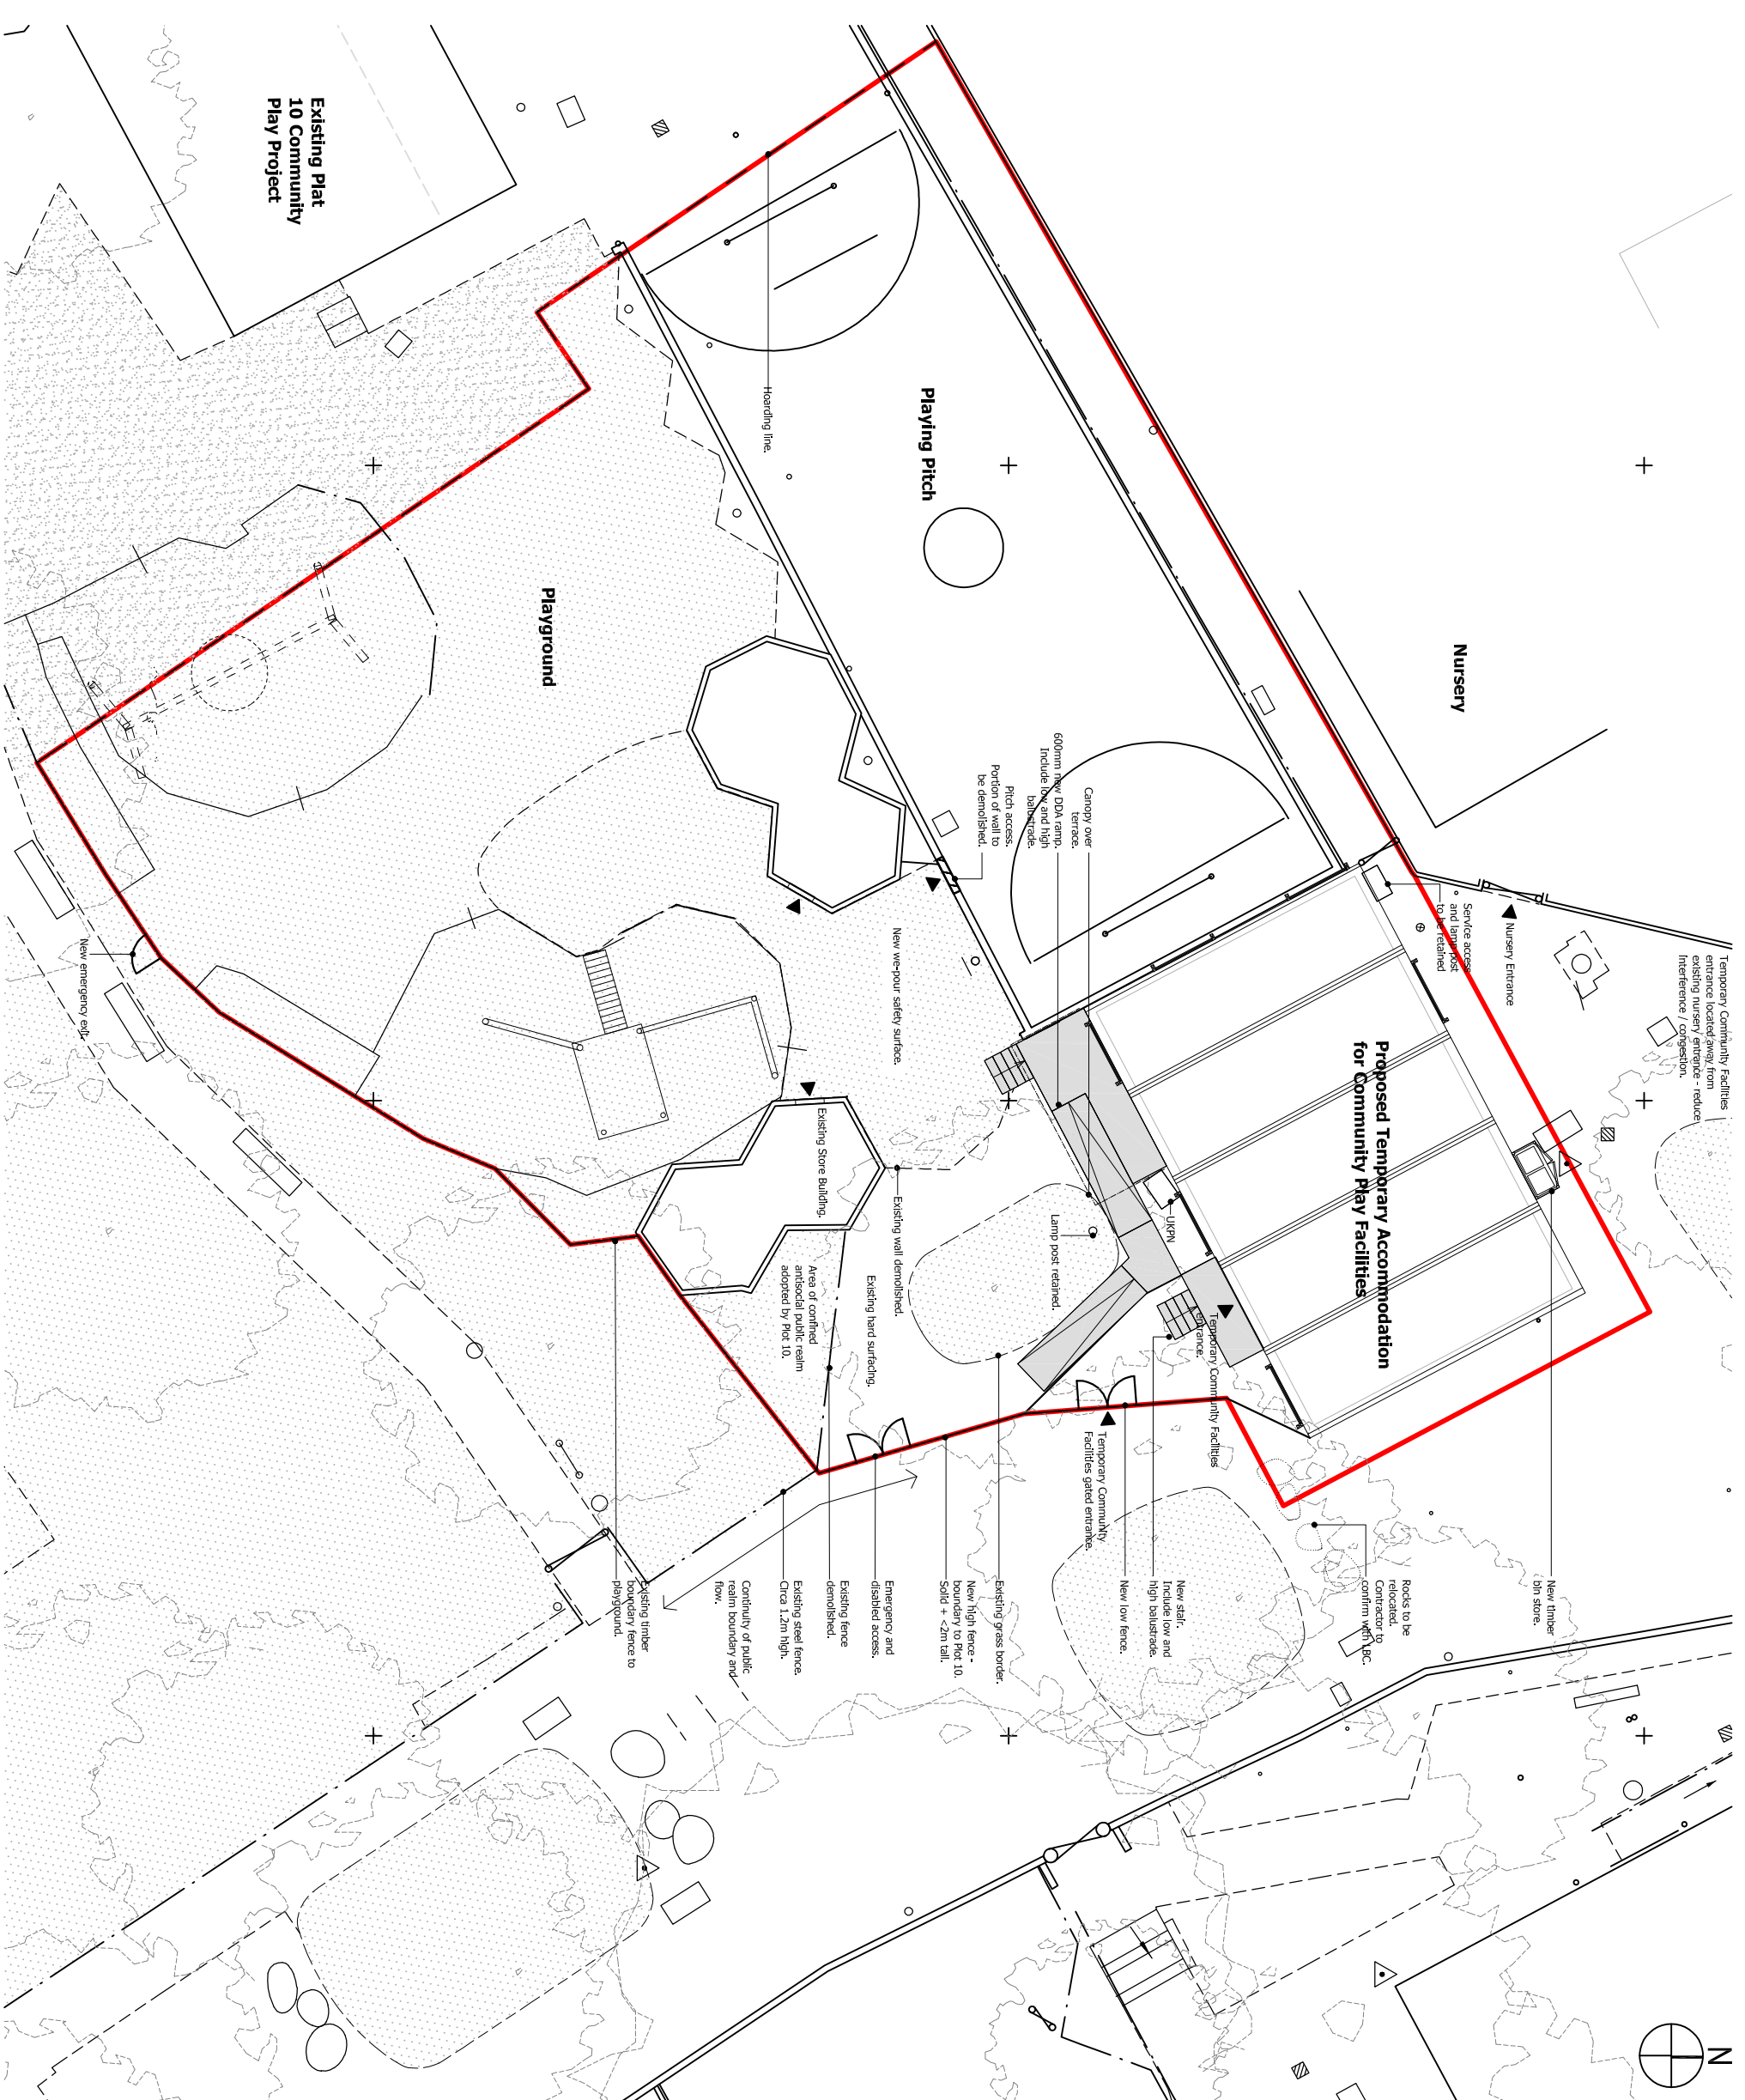 Existing Plat
10 Community
Play Project
Hoarding line.
Playing Pitch
Playground
Nursery
600mm new DDA ramp.
Include low and high
balustrade.
Canopy over
terrace.
Pitch access.
Portion of wall to
be demolished.
Service access
and lamp post
to be retained
Nursery Entrance
Temporary Community Facilities
entrance located away from
existing nursery entrance - reduce
interference / congestion.
New we-pour safety surface.
New emergency exit.
Proposed Temporary Accommodation
for Community Play Facilities
Existing Store Building.
Existing wall demolished.
Lamp post retained.
UKPN
Area of confined
antisocial public realm
adopted by Plot 10.
Existing hard surfacing.
Temporary Community Facilities
entrance.
Temporary Community
Facilities gated entrance.
New timber
bin store.
Rocks to be
relocated.
Contractor to
confirm with LBC.
New stair.
Include low and
high balustrade.
New low fence.
Existing grass border.
New high fence -
boundary to Plot 10.
Solid + <2m tall.
Emergency and
disabled access.
Existing fence
demolished.
Existing steel fence.
Circa 1.2m high.
Continuity of public
realm boundary and
flow.
Existing timber
boundary fence to
playground.
N